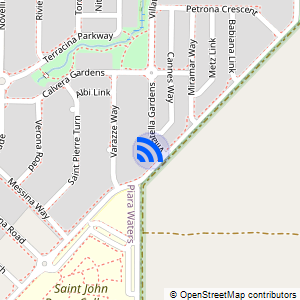 Petrona Crescent
Terracina Parkway
Babiana Link
Metz Link
Miramar Way
Cannes Way
Calvera Gardens
Albi Link
Varazze Way
Verona Road
Saint Pierre Turn
Messina Way
Road
Piara Waters
Saint John
© OpenStreetMap contributors